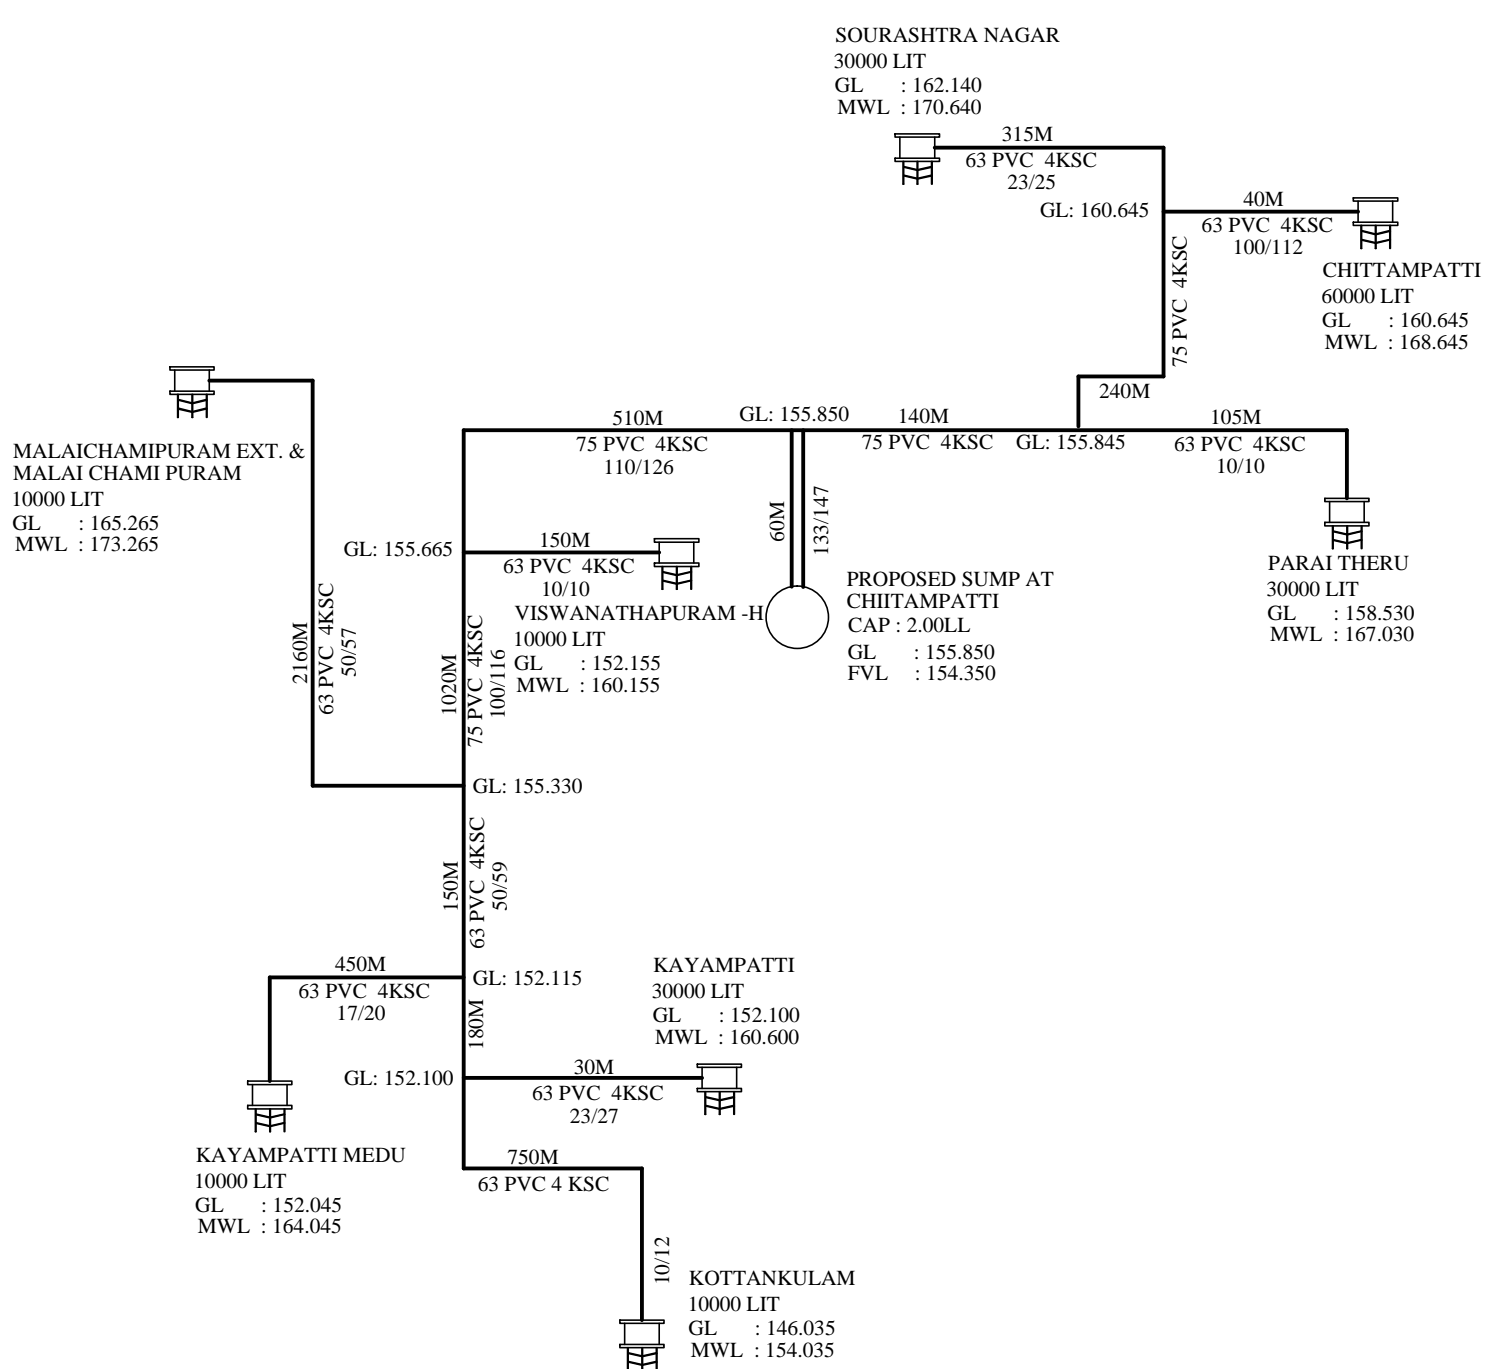 SOURASHTRA NAGAR
30000 LIT
GL : 162.140
MWL : 170.640
315M
63 PVC 4KSC
23/25
GL: 160.645
40M
63 PVC 4KSC
100/112
CHITTAMPATTI
60000 LIT
GL : 160.645
MWL : 168.645
75 PVC 4KSC
240M
MALAICHAMIPURAM EXT. &
MALAI CHAMI PURAM
10000 LIT
GL : 165.265
MWL : 173.265
510M
75 PVC 4KSC
110/126
GL: 155.850
140M
75 PVC 4KSC
GL: 155.845
105M
63 PVC 4KSC
10/10
60M
133/147
PARAI THERU
30000 LIT
GL : 158.530
MWL : 167.030
GL: 155.665
150M
63 PVC 4KSC
10/10
VISWANATHAPURAM -H
10000 LIT
GL : 152.155
MWL : 160.155
PROPOSED SUMP AT
CHIITAMPATTI
CAP : 2.00LL
GL : 155.850
FVL : 154.350
2160M
63 PVC 4KSC
50/57
1020M
75 PVC 4KSC
100/116
GL: 155.330
150M
63 PVC 4KSC
50/59
450M
63 PVC 4KSC
17/20
GL: 152.115
180M
KAYAMPATTI
30000 LIT
GL : 152.100
MWL : 160.600
GL: 152.100
30M
63 PVC 4KSC
23/27
KAYAMPATTI MEDU
10000 LIT
GL : 152.045
MWL : 164.045
750M
63 PVC 4 KSC
10/12
KOTTANKULAM
10000 LIT
GL : 146.035
MWL : 154.035